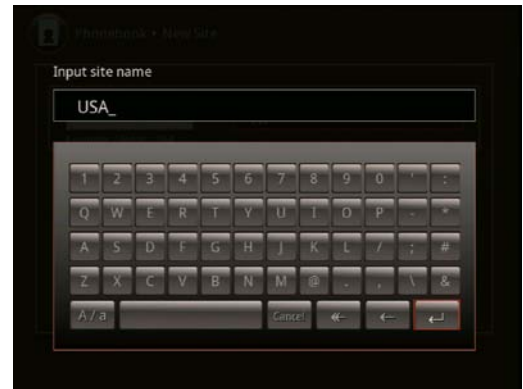 Phonebook • New Site
Input site name
USA_
1 2 3 4 5 6 7 8 9 0 ' :
Q W E R T Y U I O P - *
A S D F G H J K L / ; #
Z X C V B N M @ . , \ &
A / a Cancel